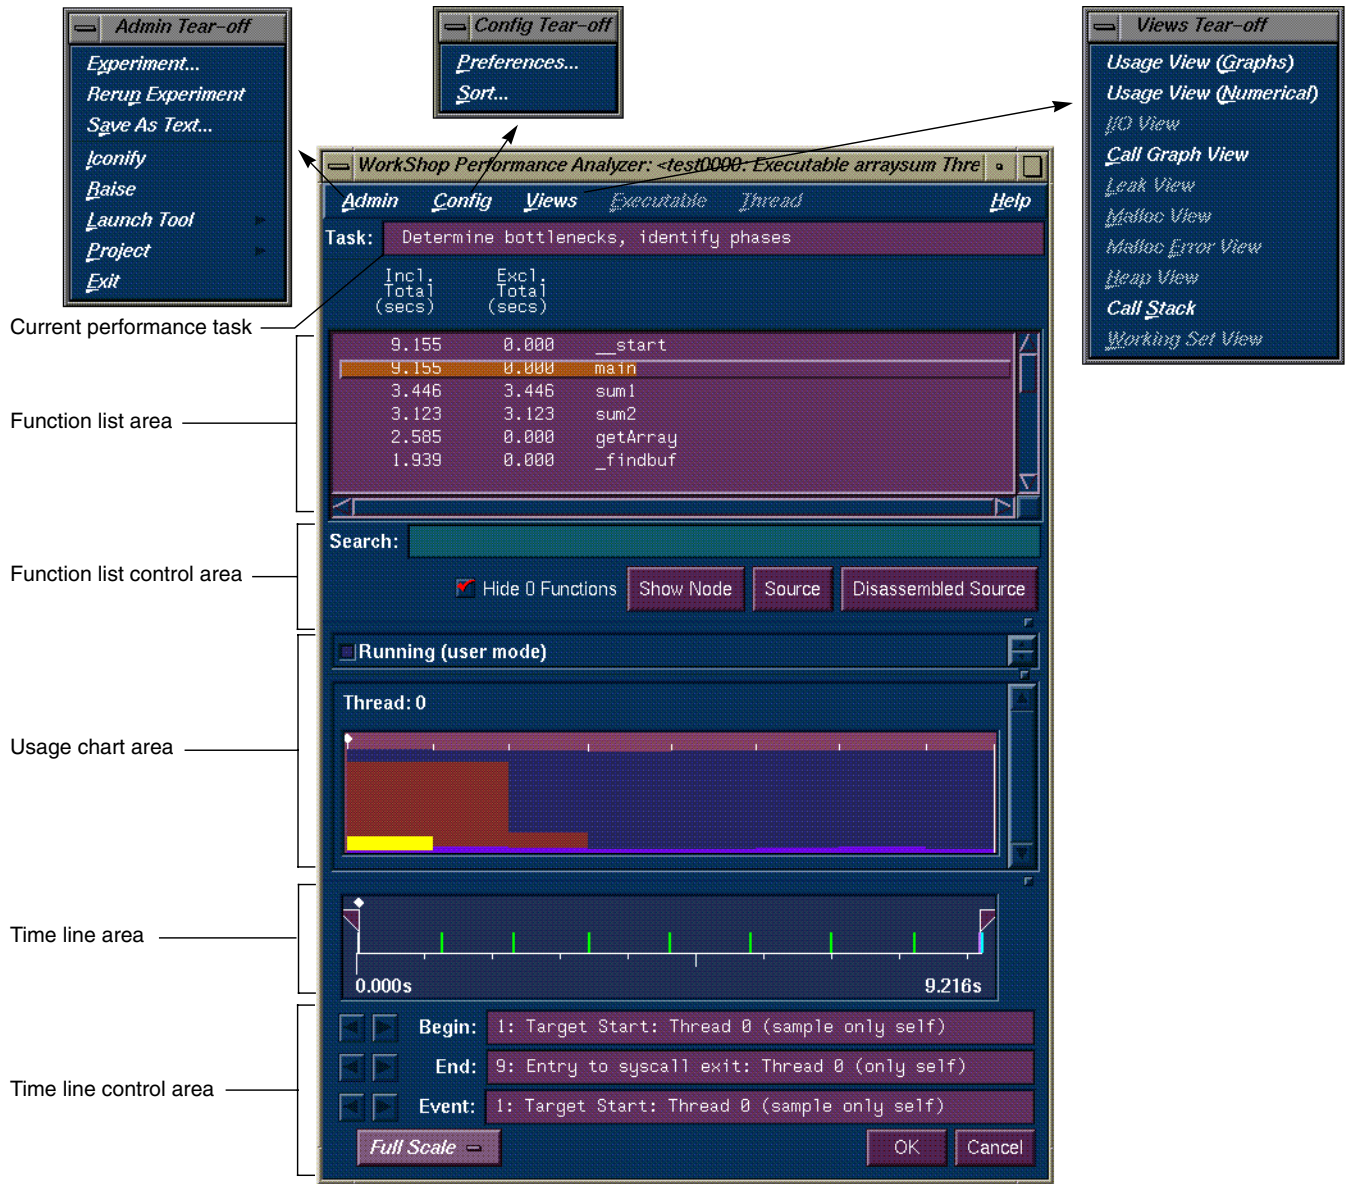 Admin Tear-off
Experiment...
Rerun Experiment
Save As Text...
Iconify
Raise
Launch Tool
Project
Exit
Config Tear-off
Preferences...
Sort...
Views Tear-off
Usage View (Graphs)
Usage View (Numerical)
I/O View
Call Graph View
Leak View
Malloc View
Malloc Error View
Heap View
Call Stack
Working Set View
WorkShop Performance Analyzer: <test0000: Executable arraysum Thre
Admin Config Views Executable Thread Help
Task: Determine bottlenecks, identify phases
Incl. Excl.
Total Total
(secs) (secs)
Current performance task
9.155 0.000 __start
9.155 0.000 main
3.446 3.446 sum1
3.123 3.123 sum2
2.585 0.000 getArray
1.939 0.000 _findbuf
Function list area
Search:
Function list control area
Hide 0 Functions Show Node Source Disassembled Source
Running (user mode)
Thread: 0
Usage chart area
Time line area
0.000s 9.216s
Begin: 1: Target Start: Thread 0 (sample only self)
End: 9: Entry to syscall exit: Thread 0 (only self)
Time line control area
Event: 1: Target Start: Thread 0 (sample only self)
Full Scale OK Cancel